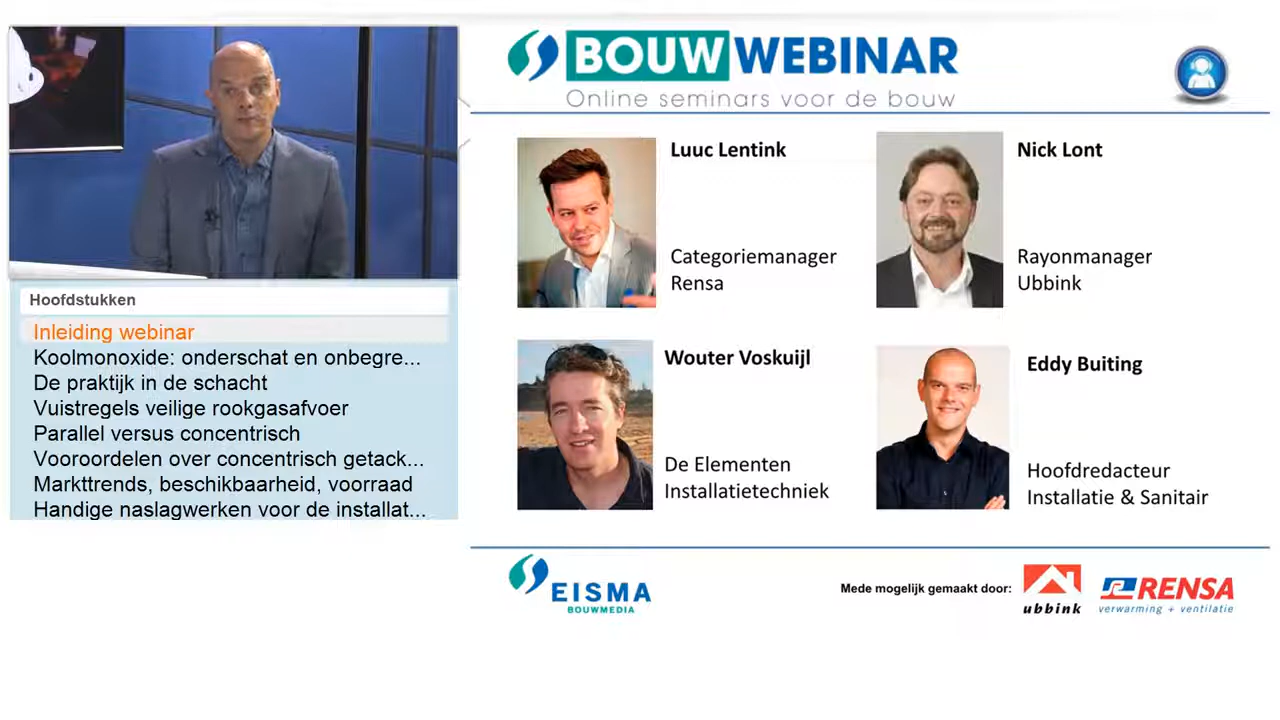 BOUWWEBINAR
Online seminars voor de bouw
Luuc Lentink
Categoriemanager
Rensa
Nick Lont
Rayonmanager
Ubbink
Wouter Voskuijl
De Elementen
Installatietechniek
Eddy Buiting
Hoofdredacteur
Installatie & Sanitair
Hoofdstukken
Inleiding webinar
Koolmonoxide: onderschat en onbegre...
De praktijk in de schacht
Vuistregels veilige rookgasafvoer
Parallel versus concentrisch
Vooroordelen over concentrisch getack...
Markttrends, beschikbaarheid, voorraad
Handige naslagwerken voor de installat...
EISMA
BOUWMEDIA
Mede mogelijk gemaakt door:
ubbink
RENSA
verwarming + ventilatie